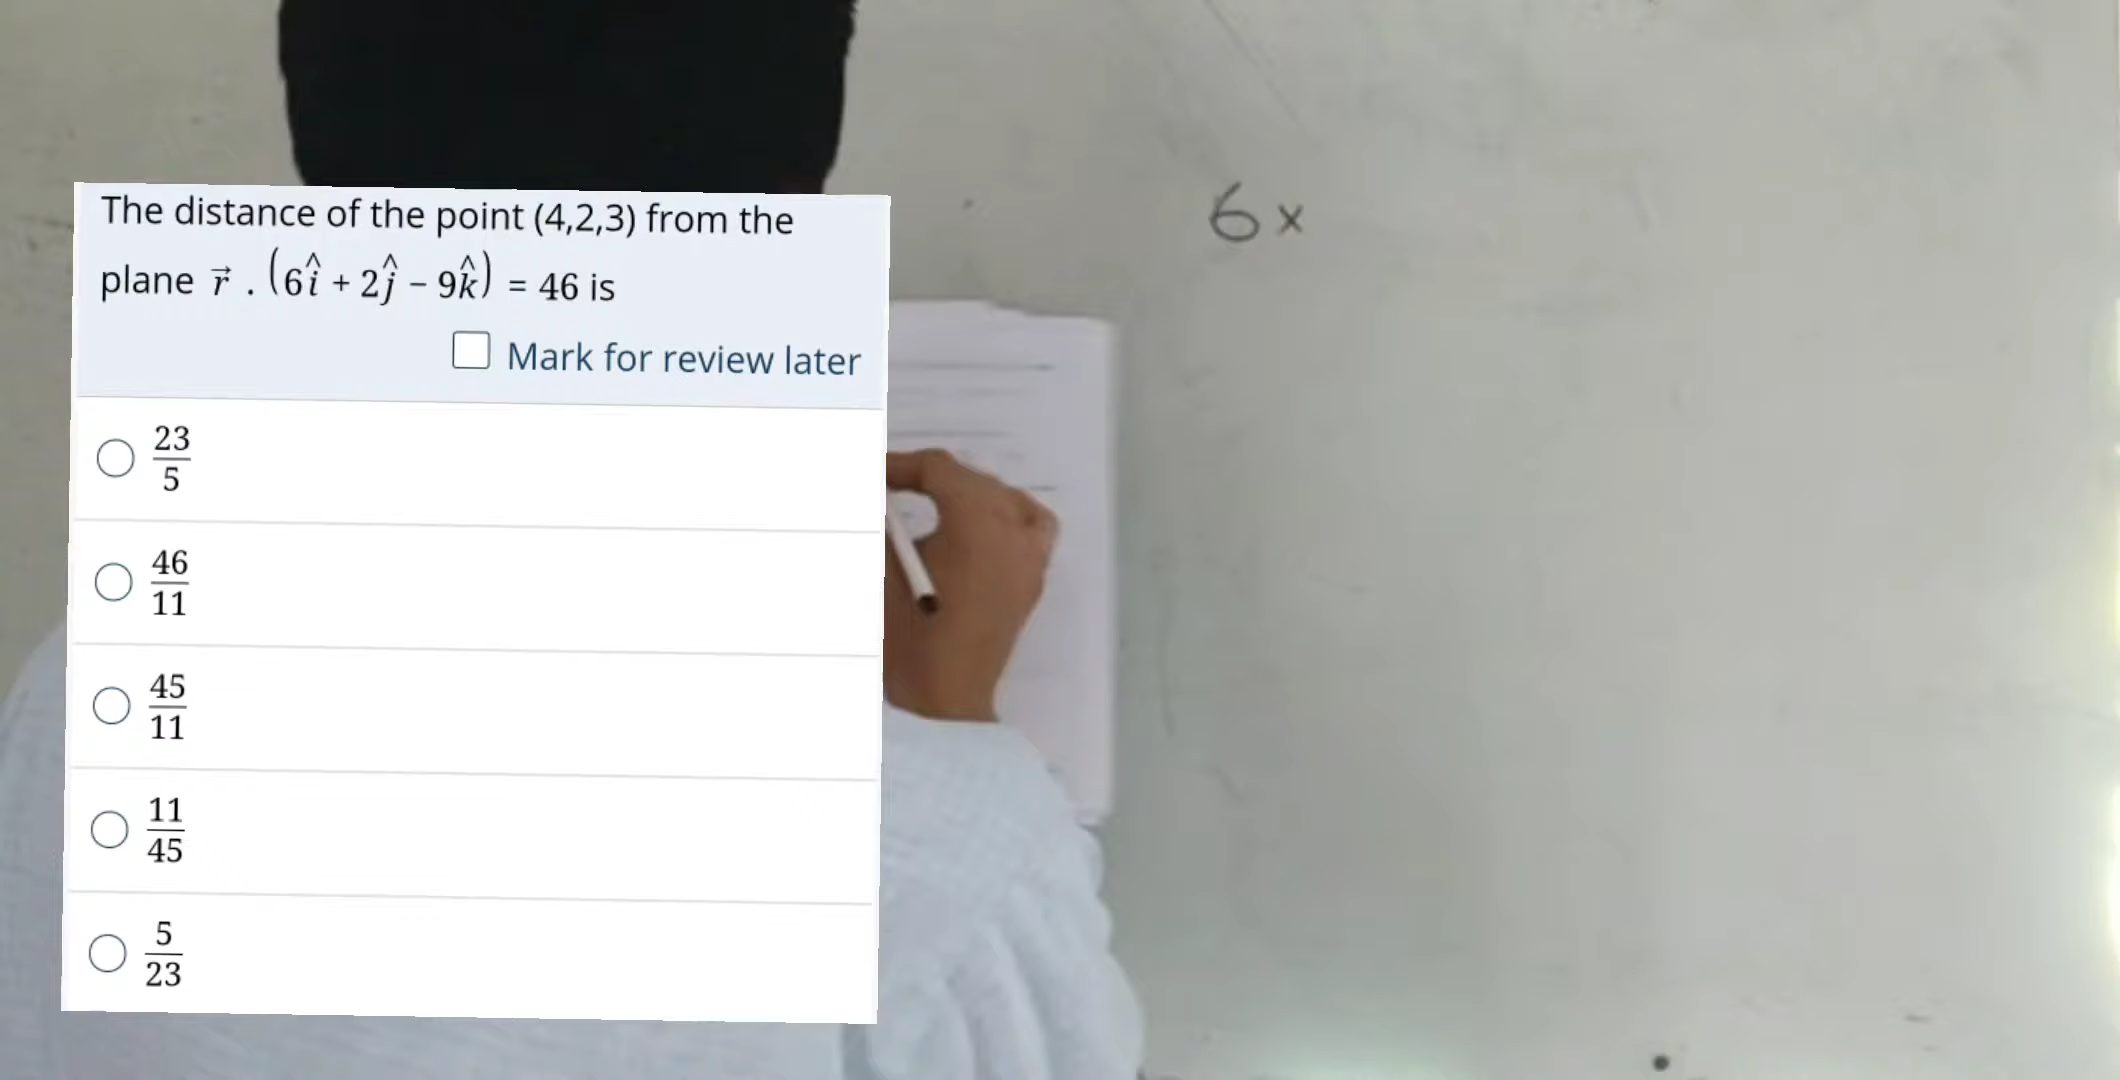 The distance of the point (4,2,3) from the
plane r⃗ . (6î + 2ĵ − 9k̂) = 46 is
Mark for review later
23/5
46/11
45/11
11/45
5/23
6x